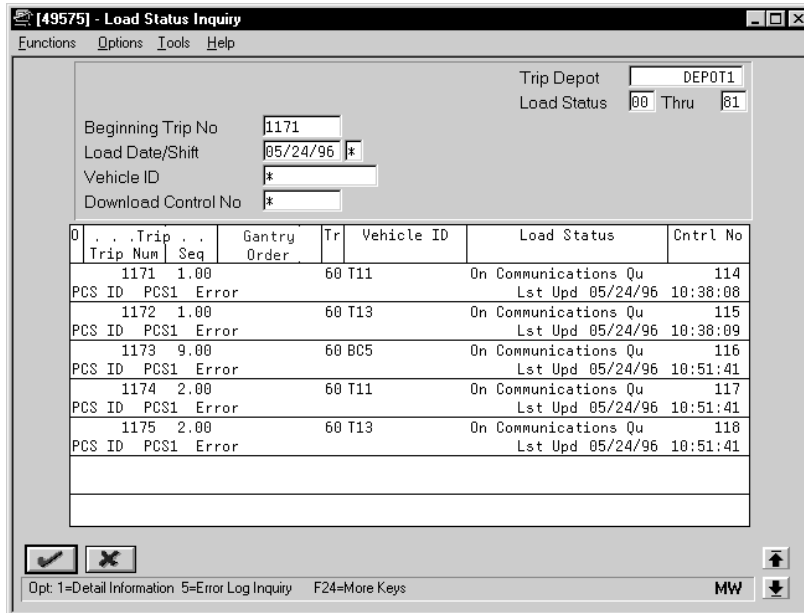 [49575] - Load Status Inquiry
Functions Options Tools Help
Trip Depot DEPOT1
Load Status 00 Thru 81
Beginning Trip No 1171
Load Date/Shift 05/24/96 *
Vehicle ID *
Download Control No *
O . . .Trip . . Gantry Tr Vehicle ID Load Status Cntrl No
Trip Num Seq Order
1171 1.00 60 T11 On Communications Qu 114
PCS ID PCS1 Error Lst Upd 05/24/96 10:38:08
1172 1.00 60 T13 On Communications Qu 115
PCS ID PCS1 Error Lst Upd 05/24/96 10:38:09
1173 9.00 60 BC5 On Communications Qu 116
PCS ID PCS1 Error Lst Upd 05/24/96 10:51:41
1174 2.00 60 T11 On Communications Qu 117
PCS ID PCS1 Error Lst Upd 05/24/96 10:51:41
1175 2.00 60 T13 On Communications Qu 118
PCS ID PCS1 Error Lst Upd 05/24/96 10:51:41
Opt: 1=Detail Information 5=Error Log Inquiry F24=More Keys MW